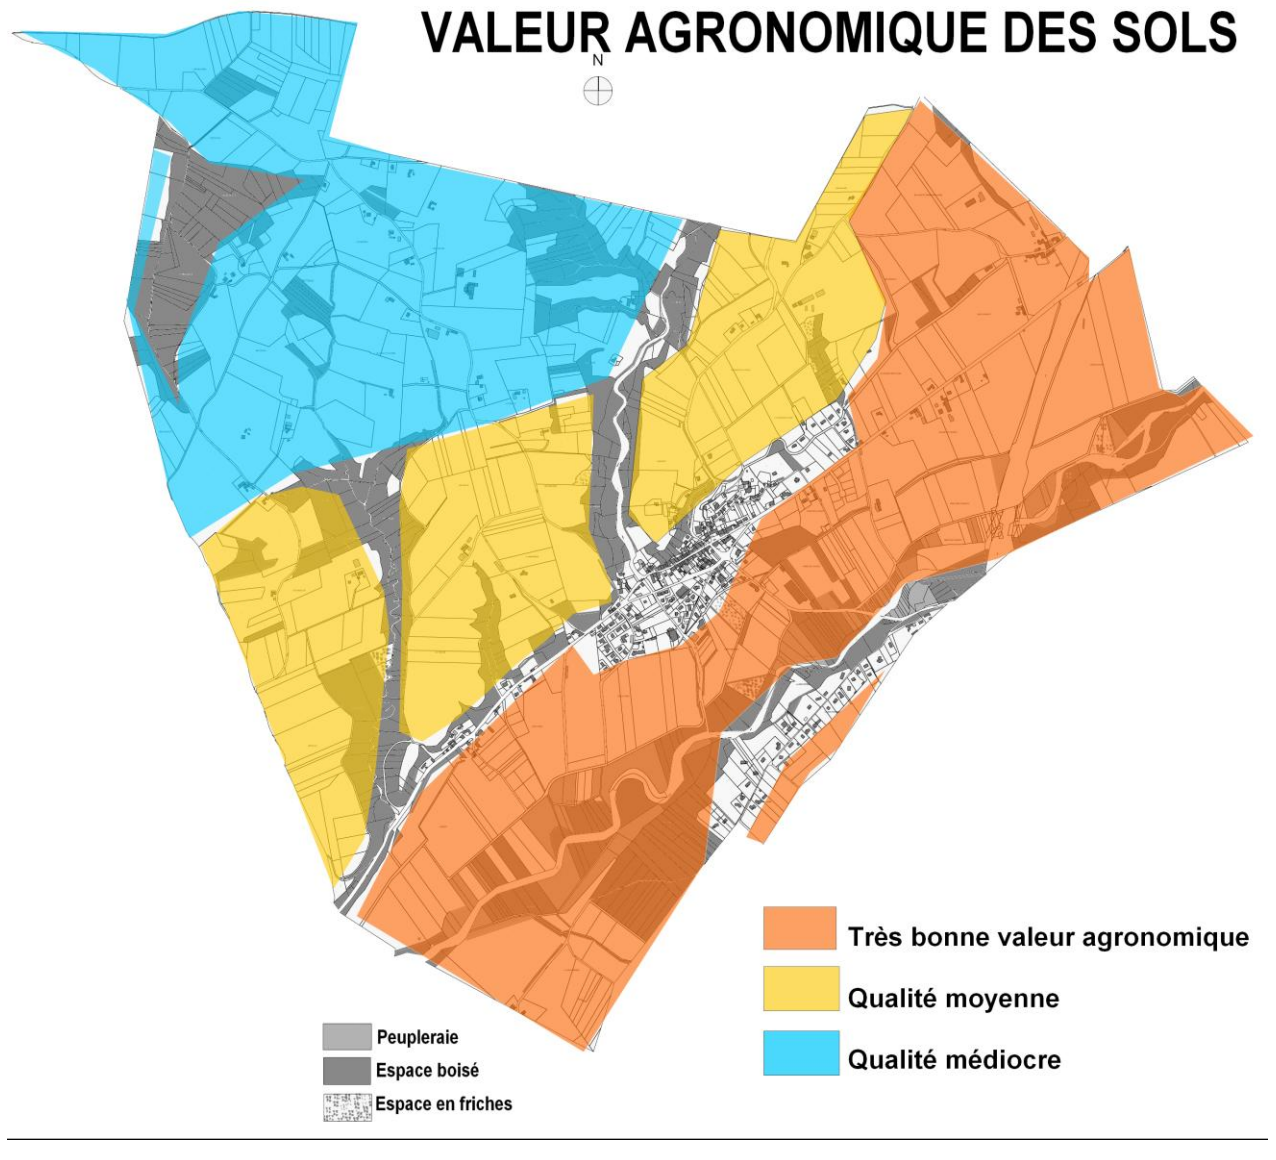 VALEUR AGRONOMIQUE DES SOLS
N
Très bonne valeur agronomique
Qualité moyenne
Qualité médiocre
Peupleraie
Espace boisé
Espace en friches